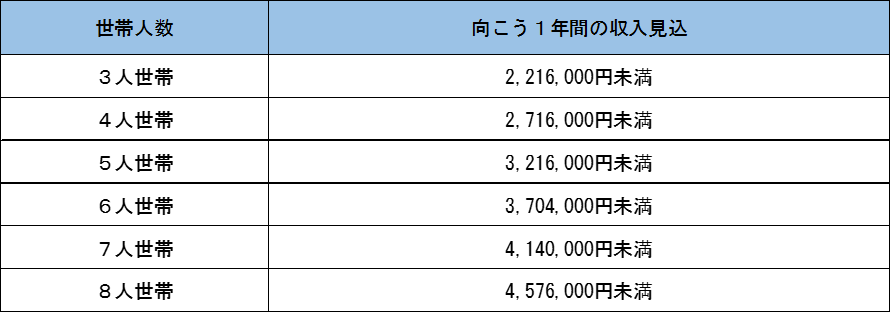 世帯人数 向こう１年間の収入見込
３人世帯 2,216,000円未満
４人世帯 2,716,000円未満
５人世帯 3,216,000円未満
６人世帯 3,704,000円未満
７人世帯 4,140,000円未満
８人世帯 4,576,000円未満